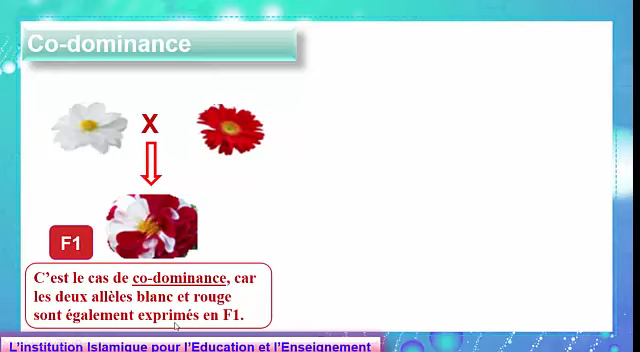 Co-dominance
X
F1
C’est le cas de co-dominance, car
les deux allèles blanc et rouge
sont également exprimés en F1.
L’institution Islamique pour l’Education et l’Enseignement